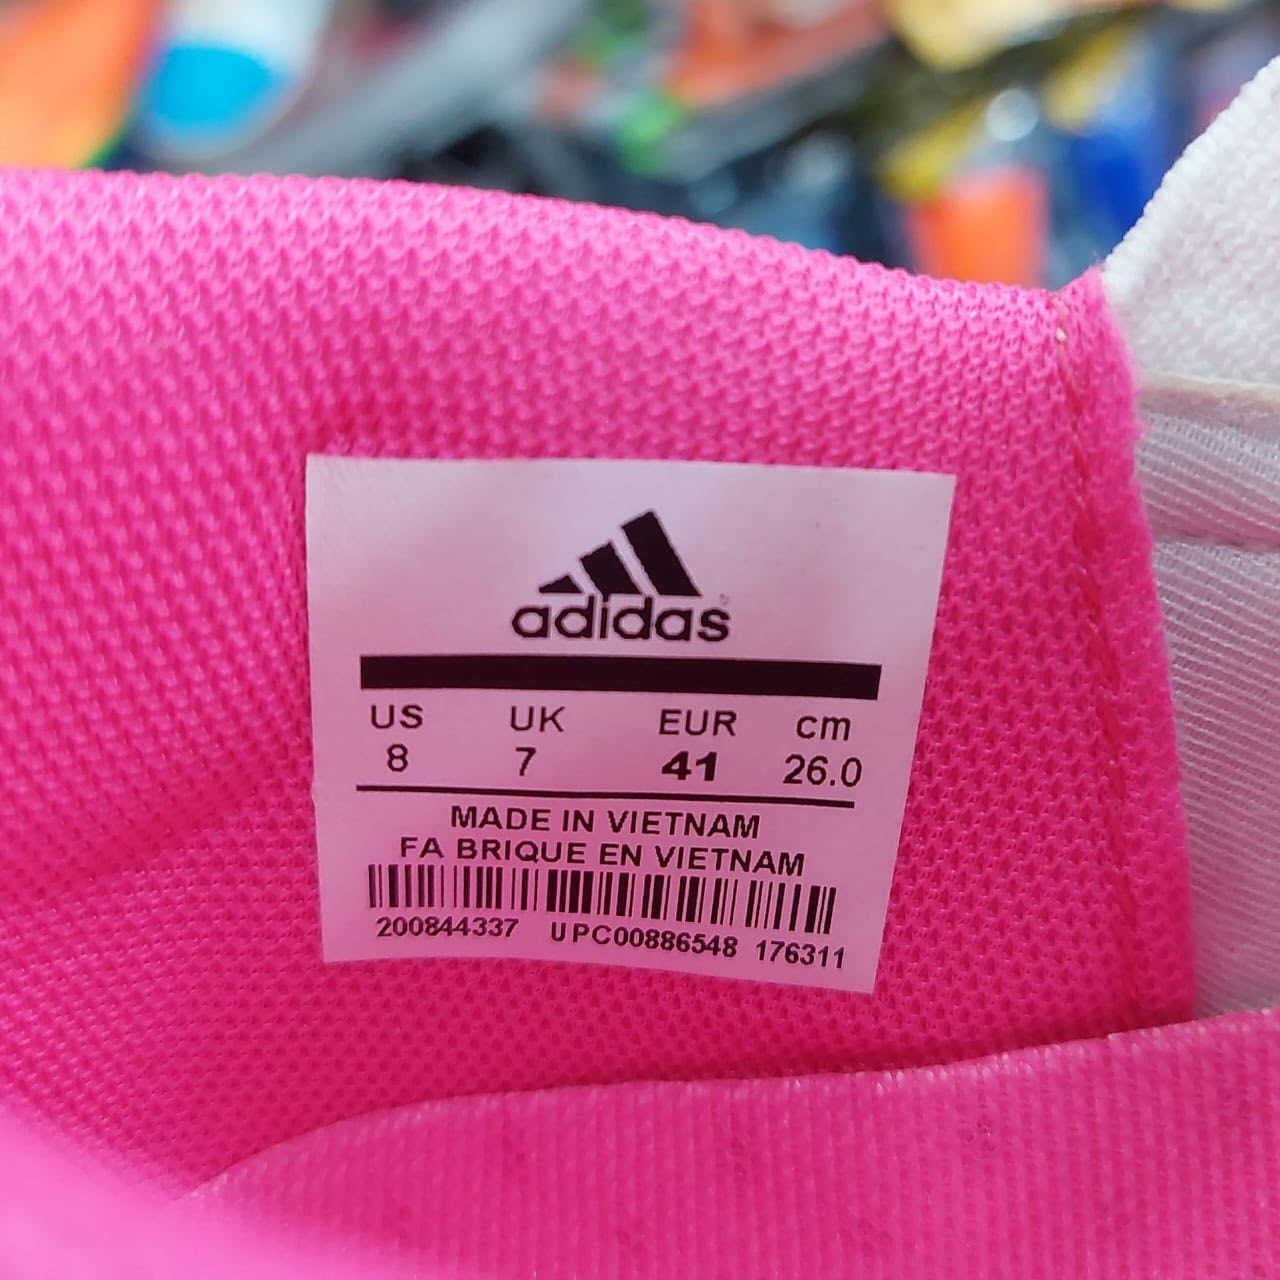 adidas
US UK EUR cm
8 7 41 26.0
MADE IN VIETNAM
FA BRIQUE EN VIETNAM
200844337 UPC00886548 176311